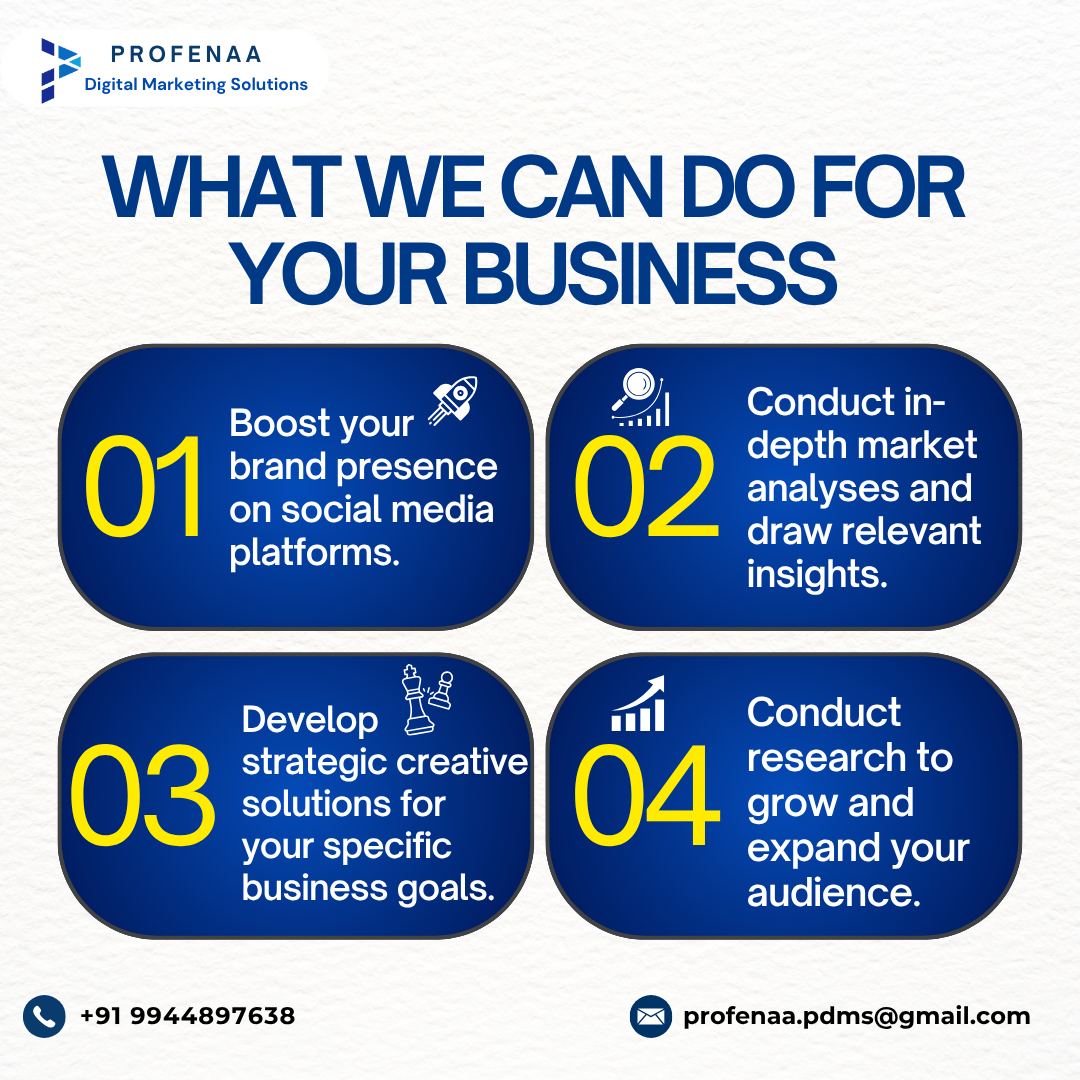 PROFENAA
Digital Marketing Solutions
WHAT WE CAN DO FOR
YOUR BUSINESS
01
Boost your
brand presence
on social media
platforms.
02
Conduct in-
depth market
analyses and
draw relevant
insights.
03
Develop
strategic creative
solutions for
your specific
business goals.
04
Conduct
research to
grow and
expand your
audience.
+91 9944897638
profenaa.pdms@gmail.com